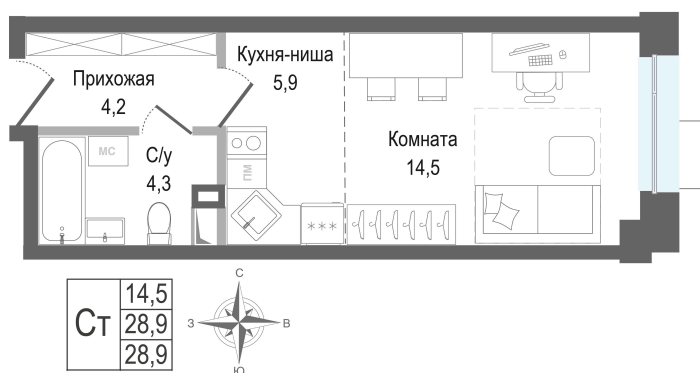 Прихожая
4,2
Кухня-ниша
5,9
Комната
14,5
МС
С/у
4,3
ПМ
***
Ст
14,5
28,9
28,9
С
З
В
Ю